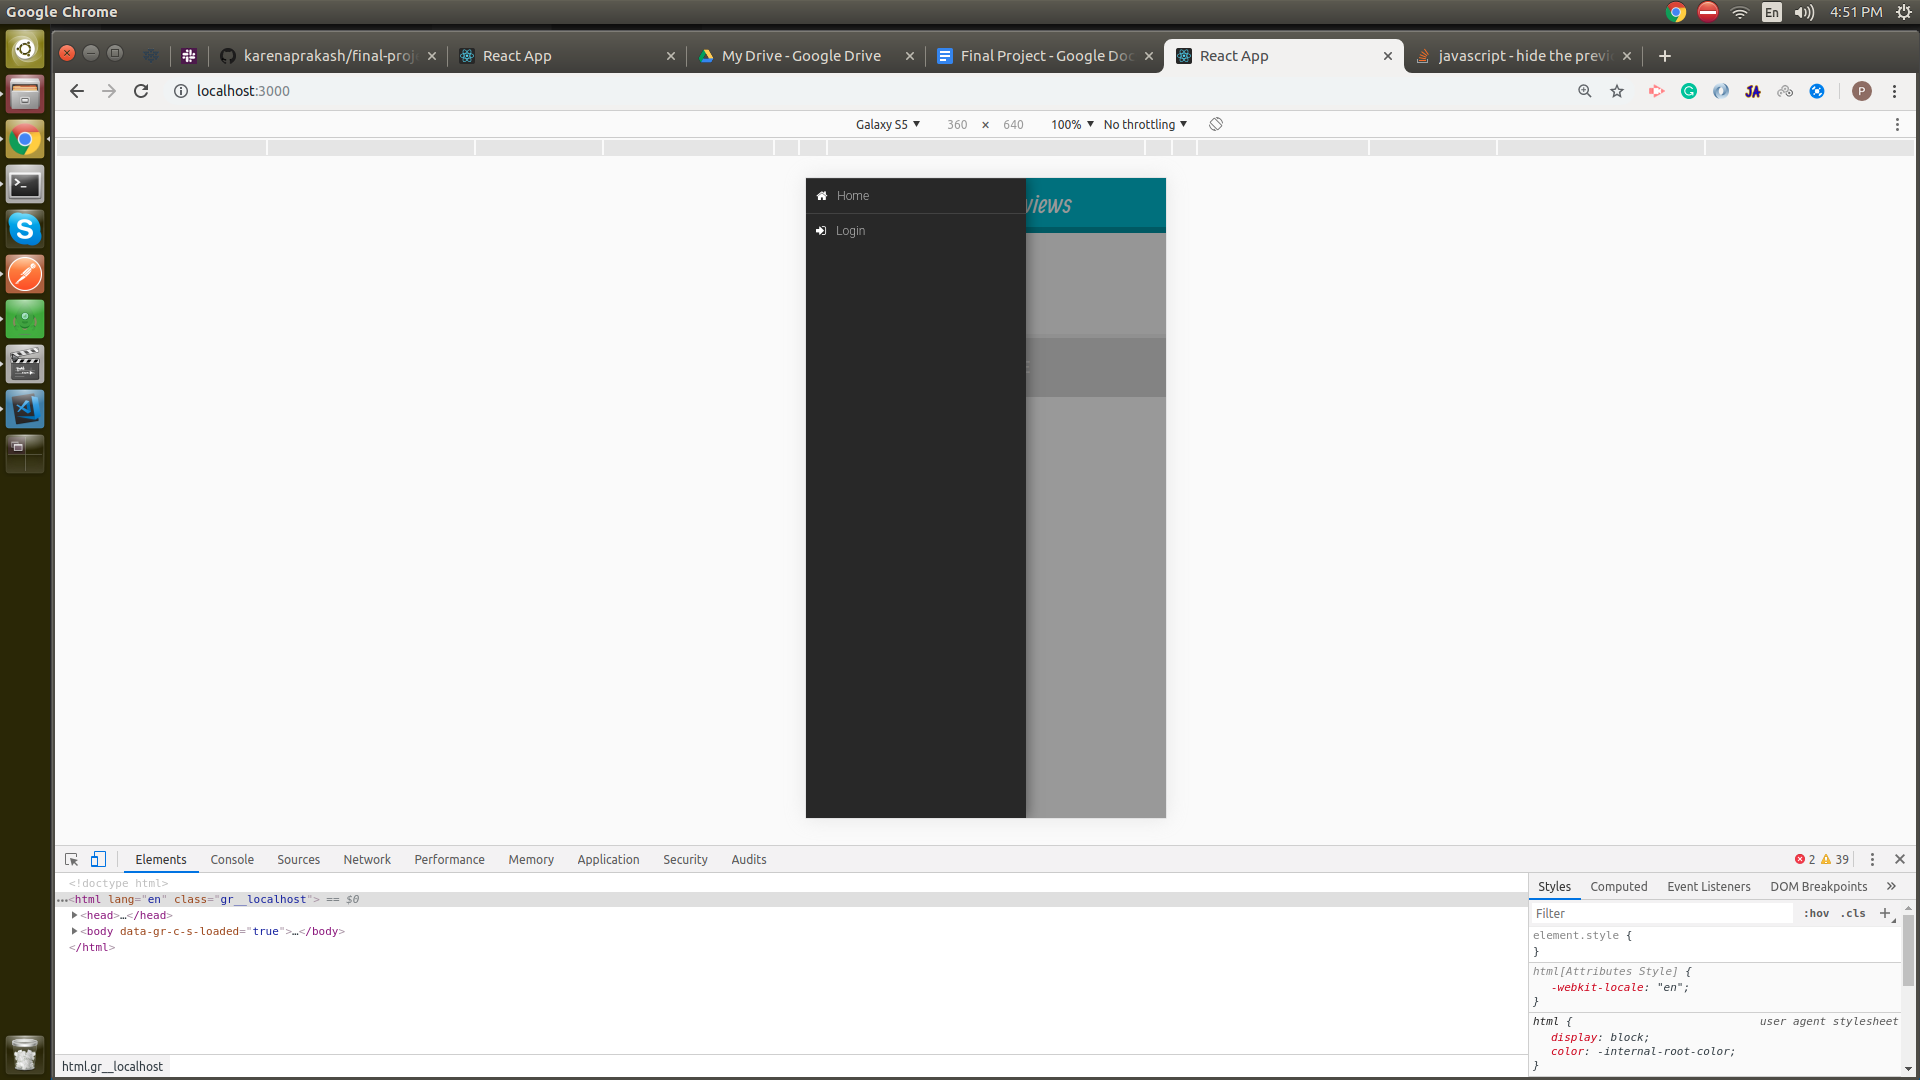 Google Chrome
En
4:51 PM
karenaprakash/final-proj
React App
My Drive - Google Drive
Final Project - Google Doc
React App
javascript - hide the previ
localhost:3000
JA
P
Galaxy S5 ▼ 360 × 640 100% ▼ No throttling ▼
Home
views
Login
E
Elements Console Sources Network Performance Memory Application Security Audits
2 39
<!doctype html>
<html lang="en" class="gr__localhost"> == $0
<head>…</head>
<body data-gr-c-s-loaded="true">…</body>
</html>
html.gr__localhost
Styles Computed Event Listeners DOM Breakpoints »
Filter :hov .cls +
element.style {
}
html[Attributes Style] {
-webkit-locale: "en";
}
html { user agent stylesheet
display: block;
color: -internal-root-color;
}